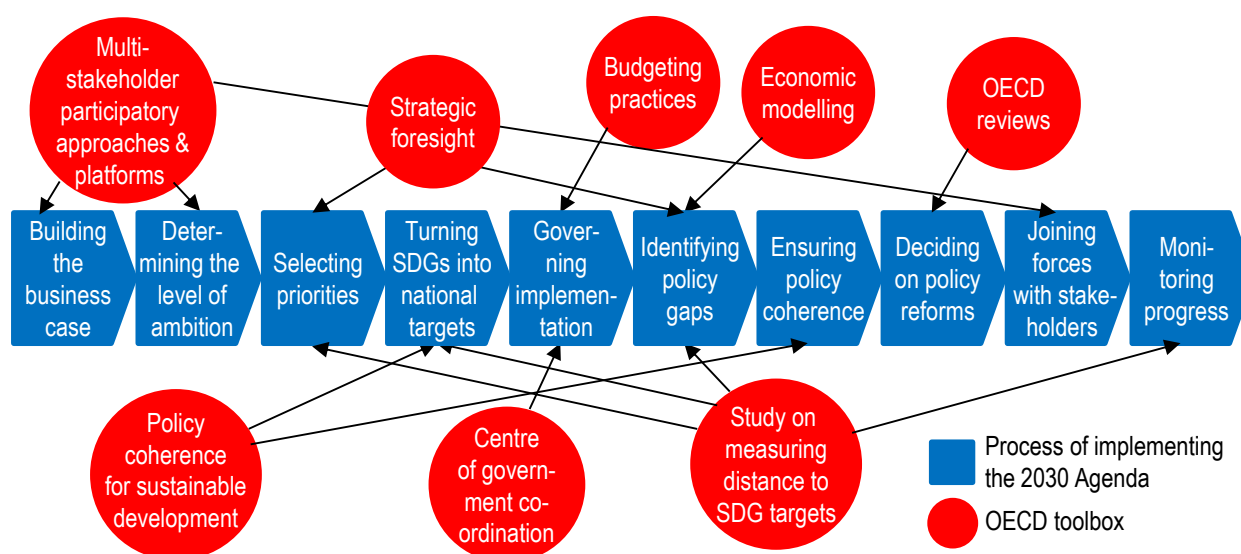 Multi-
stakeholder
participatory
approaches &
platforms
Strategic
foresight
Budgeting
practices
Economic
modelling
OECD
reviews
Building
the
business
case
Deter-
mining the
level of
ambition
Selecting
priorities
Turning
SDGs into
national
targets
Gover-
ning
implemen-
tation
Identifying
policy
gaps
Ensuring
policy
coherence
Deciding
on policy
reforms
Joining
forces
with stake-
holders
Moni-
toring
progress
Policy
coherence
for sustainable
development
Centre
of govern-
ment co-
ordination
Study on
measuring
distance to
SDG targets
Process of implementing
the 2030 Agenda
OECD toolbox